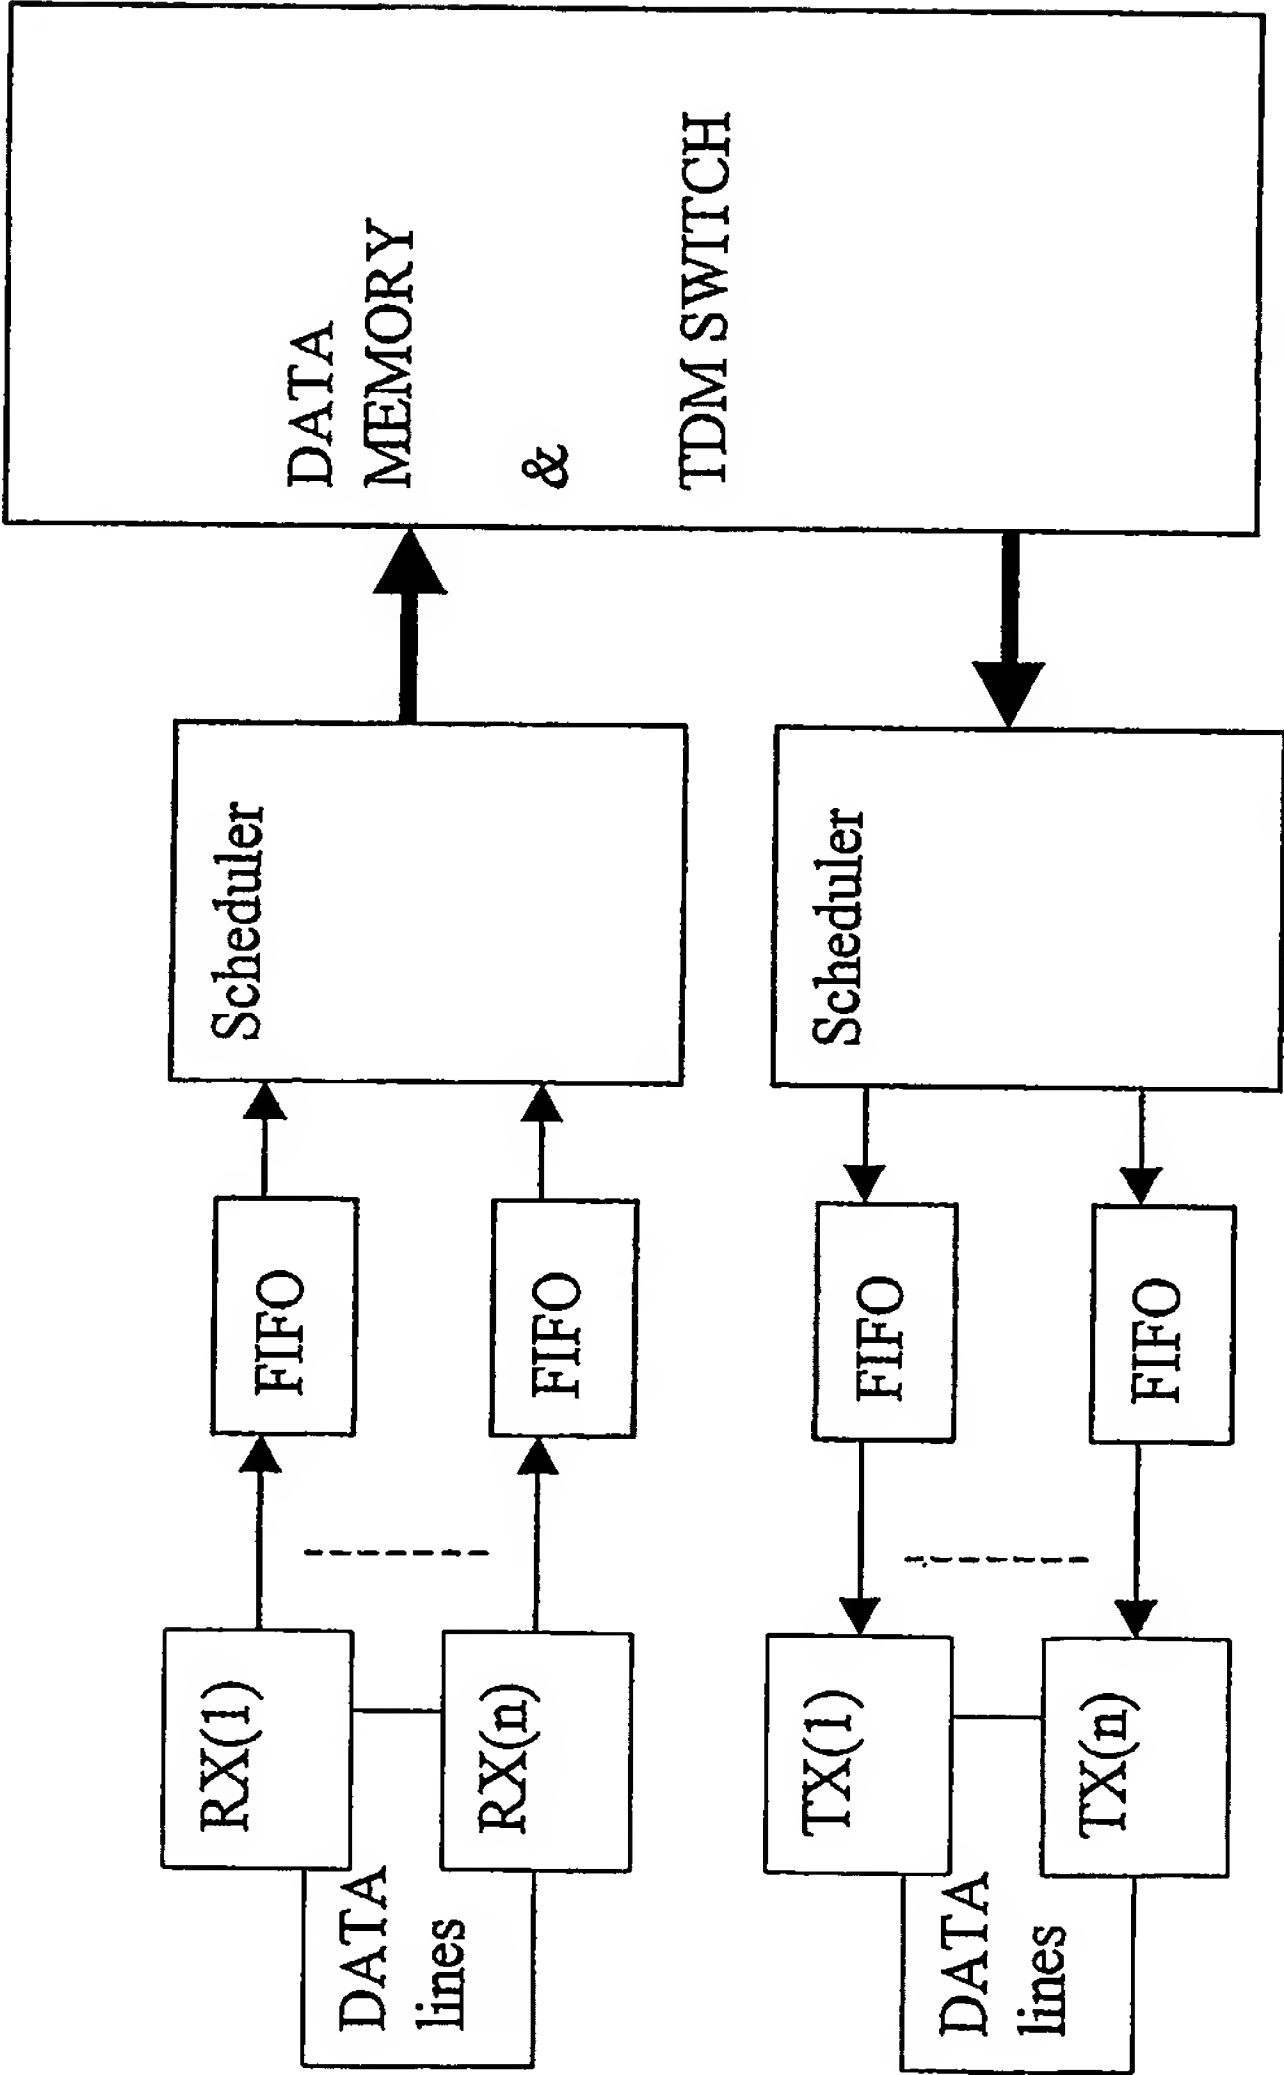 DATA
lines
RX(1)
RX(n)
FIFO
FIFO
Scheduler
DATA
MEMORY
&
TDM SWITCH
DATA
lines
TX(1)
TX(n)
FIFO
FIFO
Scheduler